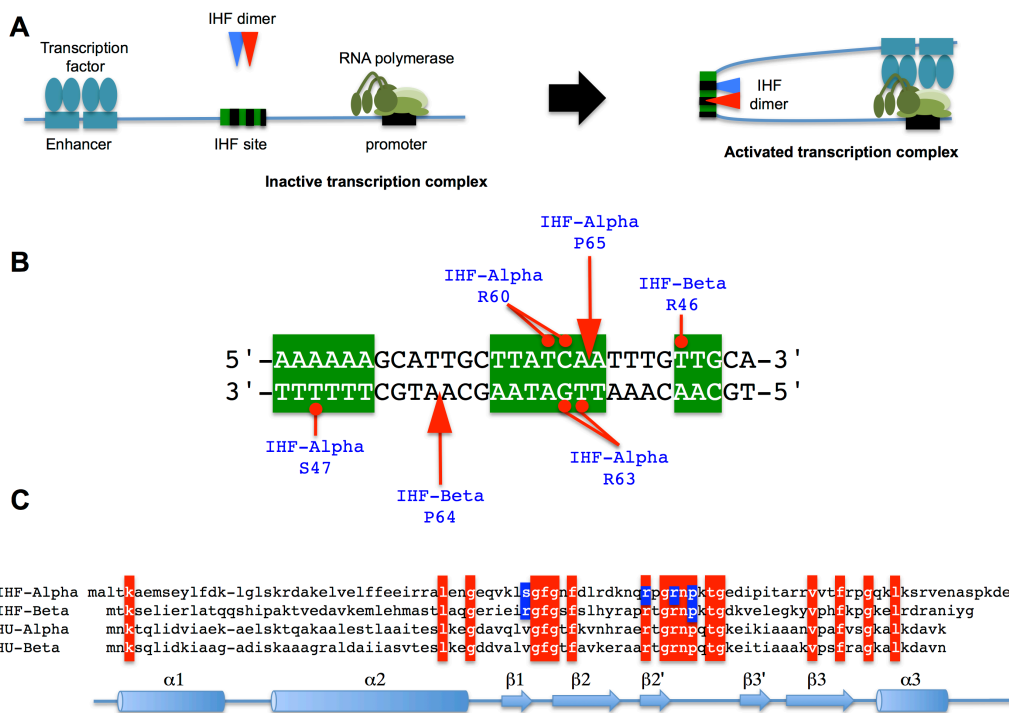 A
IHF dimer
Transcription
factor
RNA polymerase
Enhancer
IHF site
promoter
Inactive transcription complex
IHF
dimer
Activated transcription complex
B
IHF-Alpha
P65
IHF-Alpha
R60
IHF-Beta
R46
5'-AAAAAAGCATTGCTTATCAATTTGTTGCA-3'
3'-TTTTTTCGTAACGAATAGTTAAACAACGT-5'
IHF-Alpha
S47
IHF-Beta
P64
IHF-Alpha
R63
C
IHF-Alpha maltkaemseylfdk-lglskrdakelvelffeeirralengeqvklsgfgnfdlrdknqrpgrnpktgedipitarrvvtfrpgqklksrvenaspkde
IHF-Beta mtkselierlatqqshipaktvedavkemlehmastlaqgerieirgfgsfslhyraprtgrnpktgdkvelegkyvphfkpgkelrdraniyg
HU-Alpha mnktqlidviaek-aelsktqakaalestlaaiteslkegdavqlvgfgtfkvnhraertgrnpqtgkeikiaaanvpafvsgkalkdavk
HU-Beta mnksqlidkiaag-adiskaaagraldaiiasvteslkegddvalvgfgtfavkeraartgrnpqtgkeitiaaakvpsfragkalkdavn
α1
α2
β1
β2
β2'
β3'
β3
α3